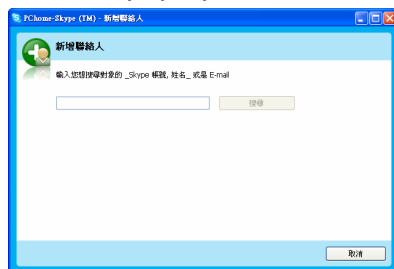 PChome-Skype (TM) - 新增聯絡人
新增聯絡人
輸入您想搜尋對象的 _Skype 帳號, 姓名_ 或是 E-mail
搜尋
取消